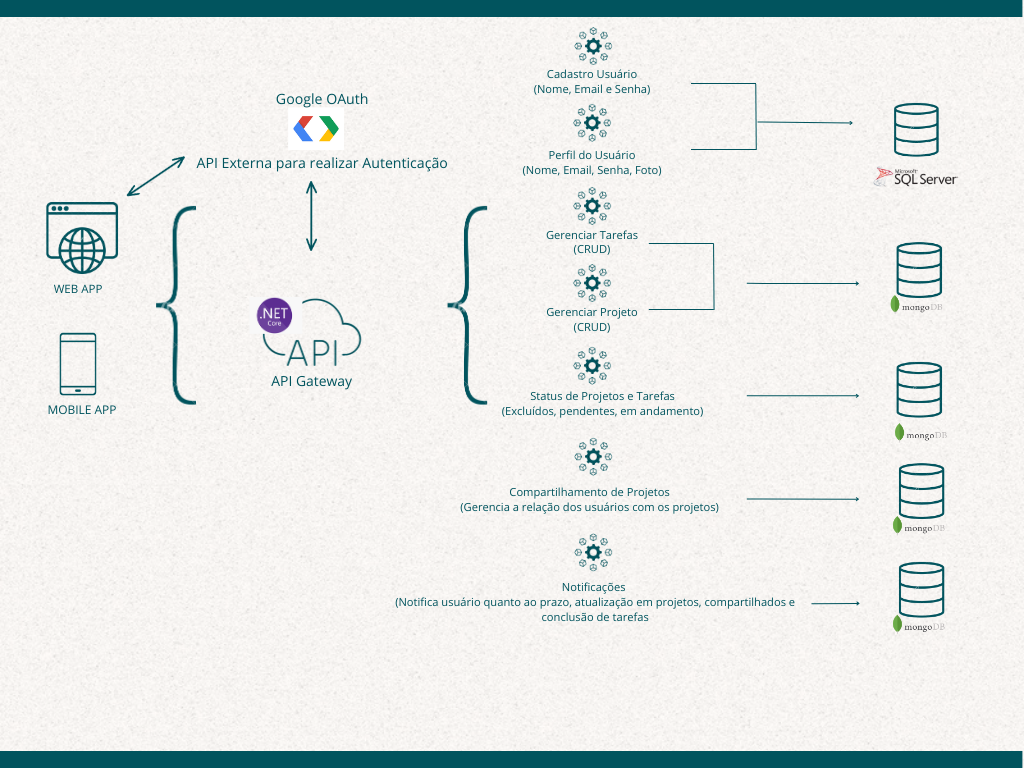 Google OAuth
API Externa para realizar Autenticação
WEB APP
MOBILE APP
.NET
Core
API
API Gateway
Cadastro Usuário
(Nome, Email e Senha)
Perfil do Usuário
(Nome, Email, Senha, Foto)
Gerenciar Tarefas
(CRUD)
Gerenciar Projeto
(CRUD)
Status de Projetos e Tarefas
(Excluídos, pendentes, em andamento)
Compartilhamento de Projetos
(Gerencia a relação dos usuários com os projetos)
Notificações
(Notifica usuário quanto ao prazo, atualização em projetos, compartilhados e
conclusão de tarefas
Microsoft
SQL Server
mongoDB
mongoDB
mongoDB
mongoDB